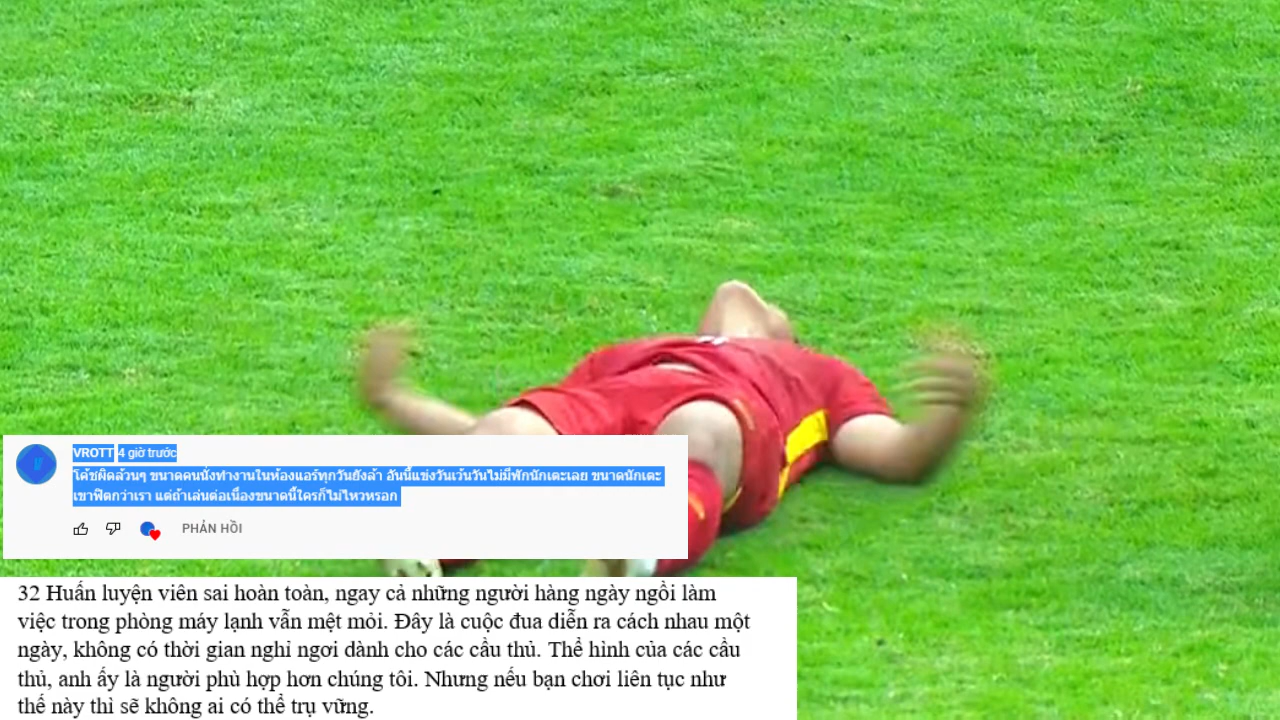 VROTT 4 giờ trước
โค้ชผิดล้วนๆ ขนาดคนนั่งทำงานในห้องแอร์ทุกวันยังล้า อันนี้แข่งวันเว้นวันไม่มีพักนักเตะเลย ขนาดนักเตะ
เขาฟิตกว่าเรา แต่ถ้าเล่นต่อเนื่องขนาดนี้ใครก็ไม่ไหวหรอก
PHẢN HỒI
32 Huấn luyện viên sai hoàn toàn, ngay cả những người hàng ngày ngồi làm
việc trong phòng máy lạnh vẫn mệt mỏi. Đây là cuộc đua diễn ra cách nhau một
ngày, không có thời gian nghỉ ngơi dành cho các cầu thủ. Thể hình của các cầu
thủ, anh ấy là người phù hợp hơn chúng tôi. Nhưng nếu bạn chơi liên tục như
thế này thì sẽ không ai có thể trụ vững.